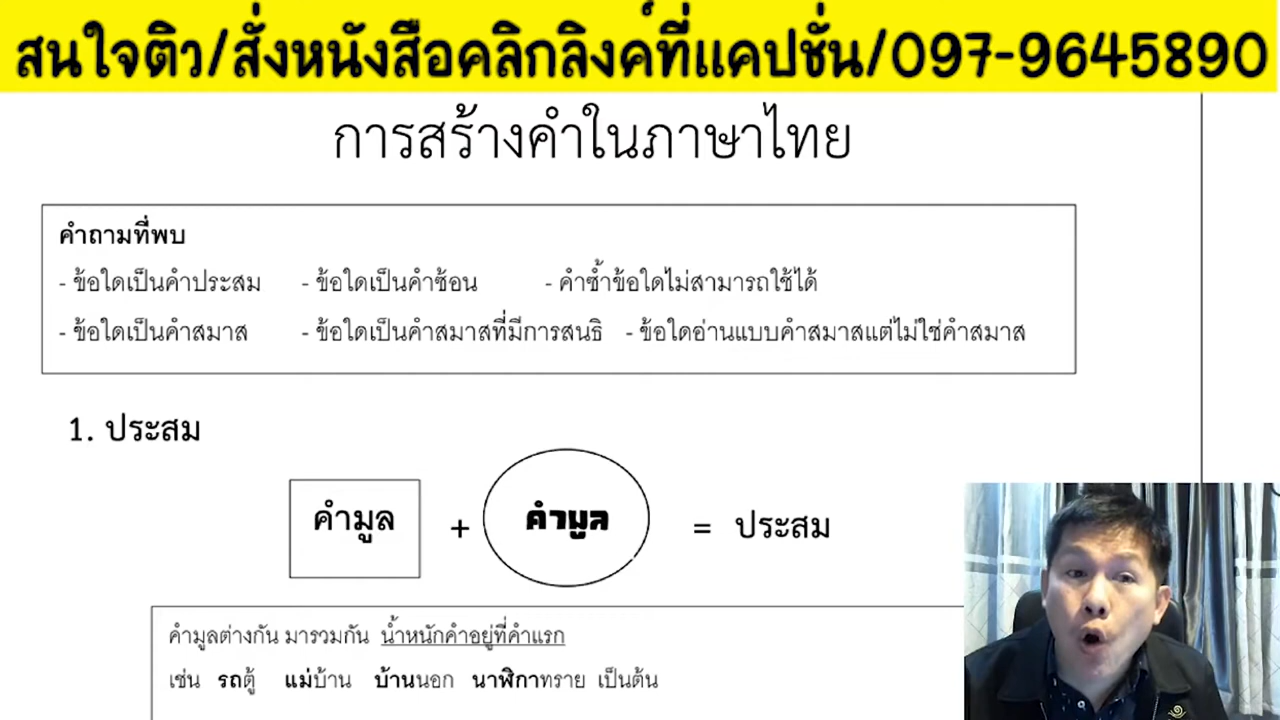 สนใจติว/สั่งหนังสือคลิกลิงค์ที่แคปชั่น/097-9645890
การสร้างคำในภาษาไทย
คำถามที่พบ
- ข้อใดเป็นคำประสม - ข้อใดเป็นคำซ้อน - คำซ้ำข้อใดไม่สามารถใช้ได้
- ข้อใดเป็นคำสมาส - ข้อใดเป็นคำสมาสที่มีการสนธิ - ข้อใดอ่านแบบคำสมาสแต่ไม่ใช่คำสมาส
1. ประสม
คำมูล + คำมูล = ประสม
คำมูลต่างกัน มารวมกัน น้ำหนักคำอยู่ที่คำแรก
เช่น รถตู้ แม่บ้าน บ้านนอก นาฬิกาทราย เป็นต้น